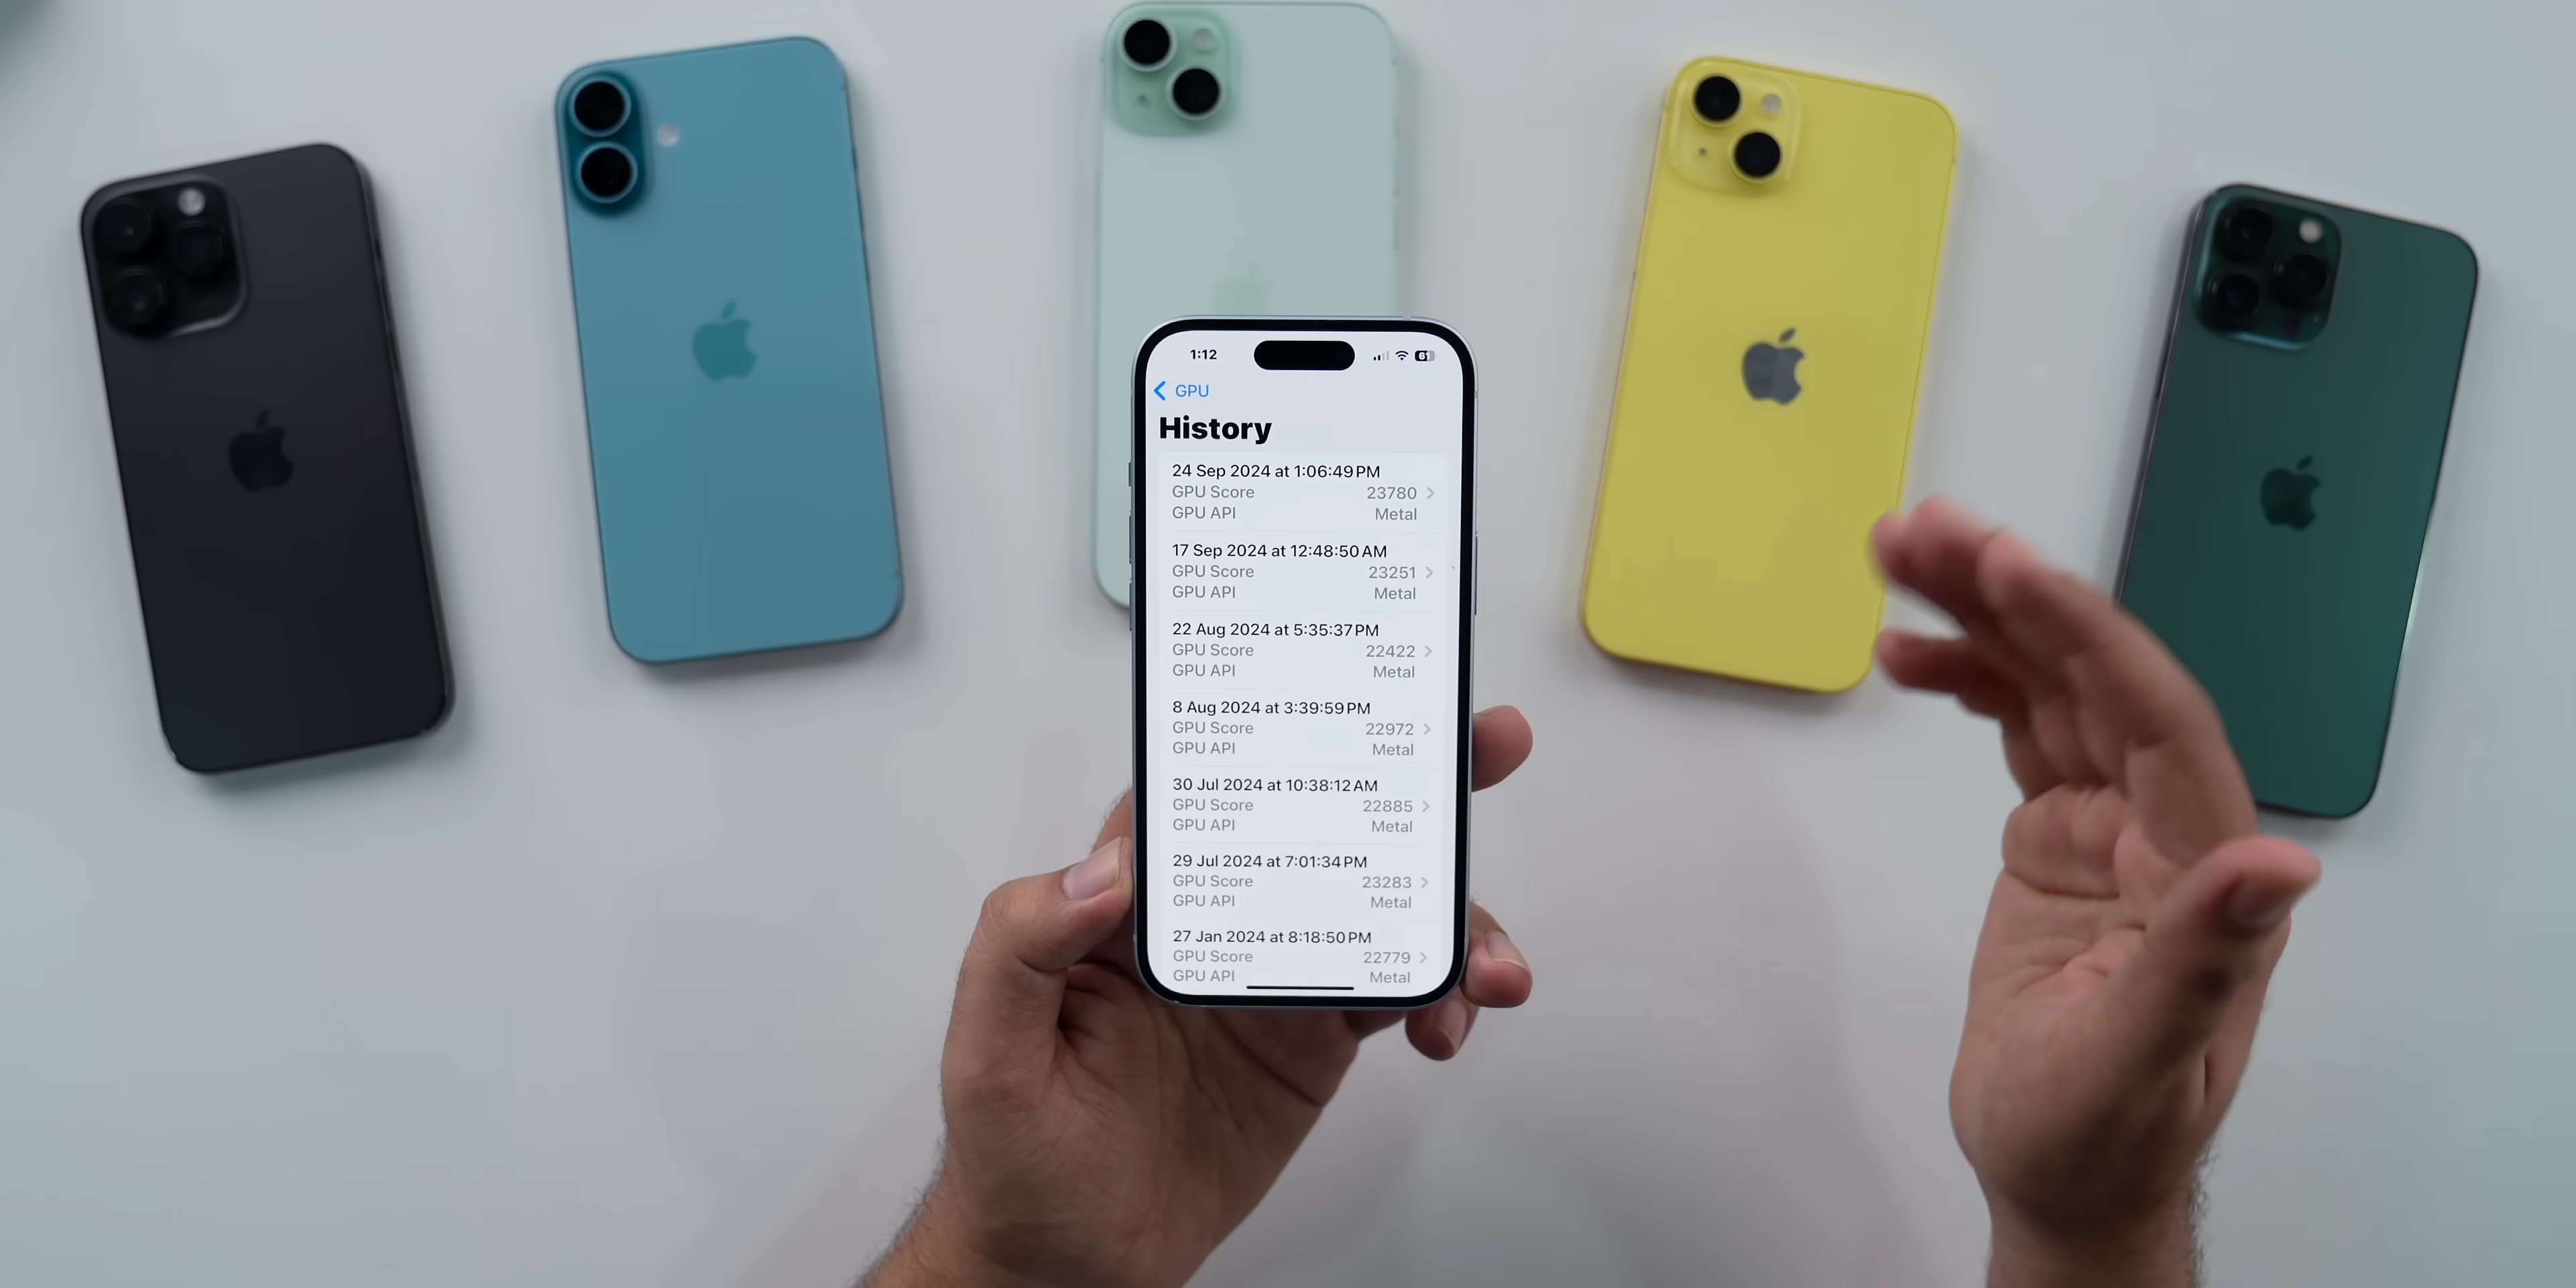 1:12
61
GPU
History
24 Sep 2024 at 1:06:49 PM
GPU Score 23780
GPU API Metal
17 Sep 2024 at 12:48:50 AM
GPU Score 23251
GPU API Metal
22 Aug 2024 at 5:35:37 PM
GPU Score 22422
GPU API Metal
8 Aug 2024 at 3:39:59 PM
GPU Score 22972
GPU API Metal
30 Jul 2024 at 10:38:12 AM
GPU Score 22885
GPU API Metal
29 Jul 2024 at 7:01:34 PM
GPU Score 23283
GPU API Metal
27 Jan 2024 at 8:18:50 PM
GPU Score 22779
GPU API Metal